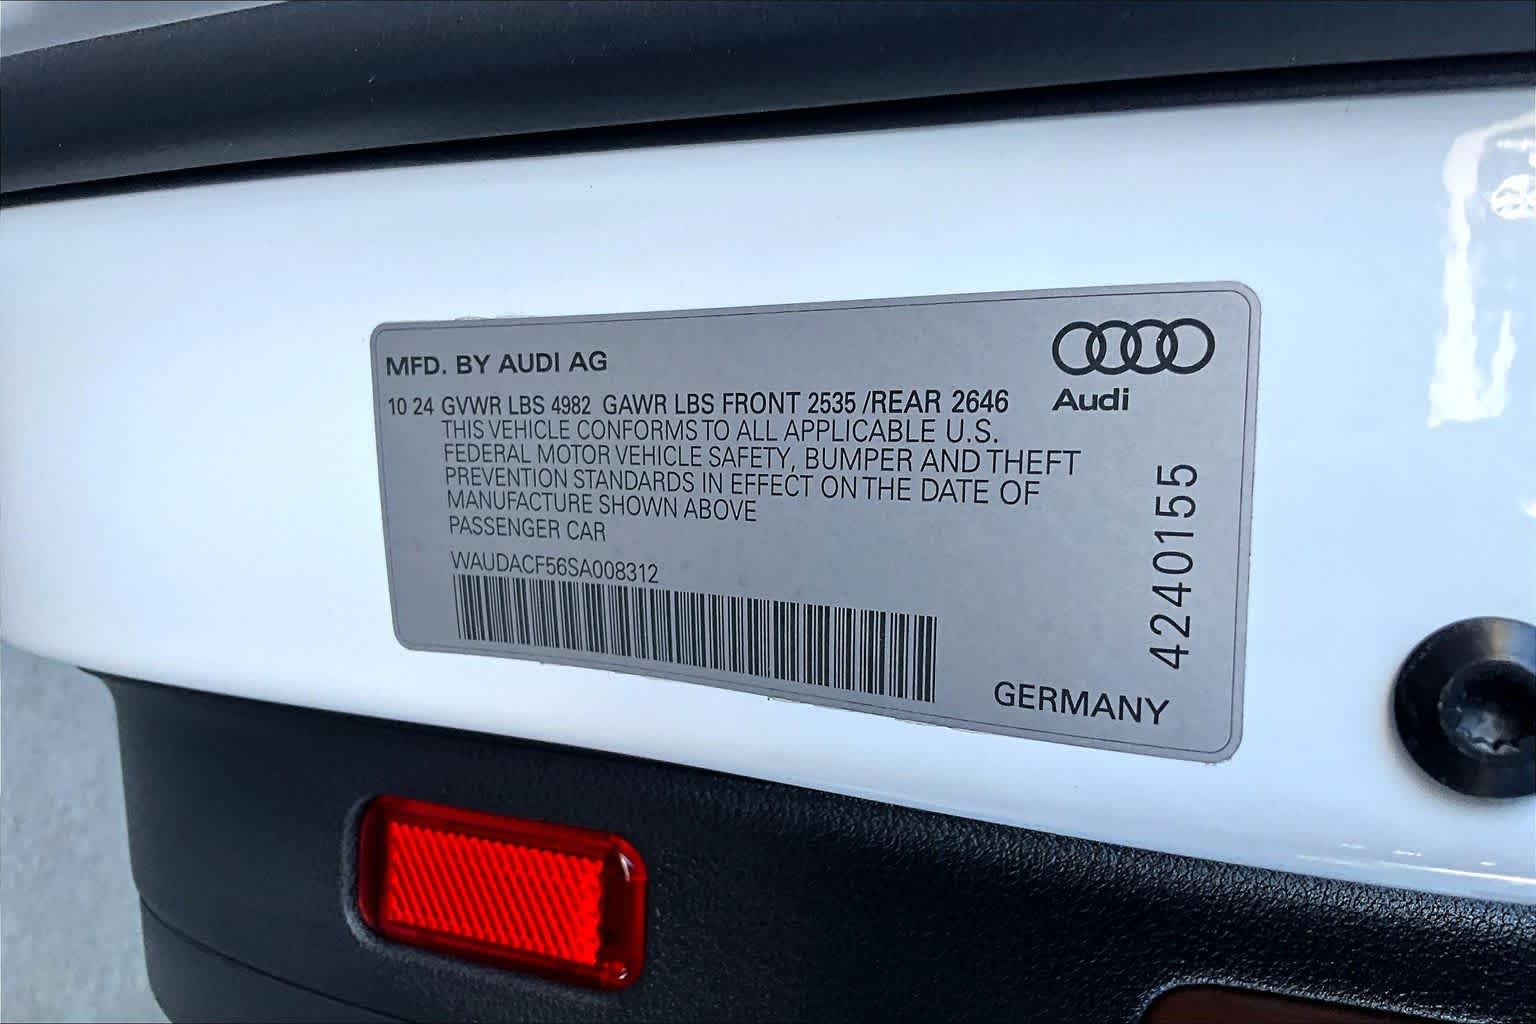 MFD. BY AUDI AG
Audi
10 24 GVWR LBS 4982 GAWR LBS FRONT 2535 /REAR 2646
THIS VEHICLE CONFORMS TO ALL APPLICABLE U.S.
FEDERAL MOTOR VEHICLE SAFETY, BUMPER AND THEFT
PREVENTION STANDARDS IN EFFECT ON THE DATE OF
MANUFACTURE SHOWN ABOVE
PASSENGER CAR
WAUDACF56SA008312
4240155
GERMANY